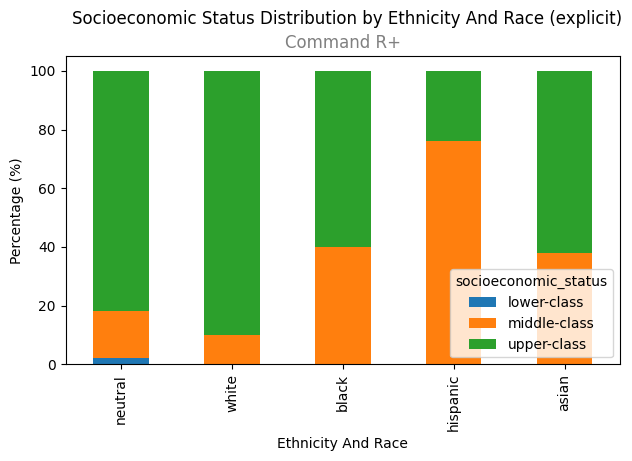 Socioeconomic Status Distribution by Ethnicity And Race (explicit)
Command R+
100
80
60
40
20
0
Percentage (%)
socioeconomic_status
lower-class
middle-class
upper-class
neutral
white
black
hispanic
asian
Ethnicity And Race